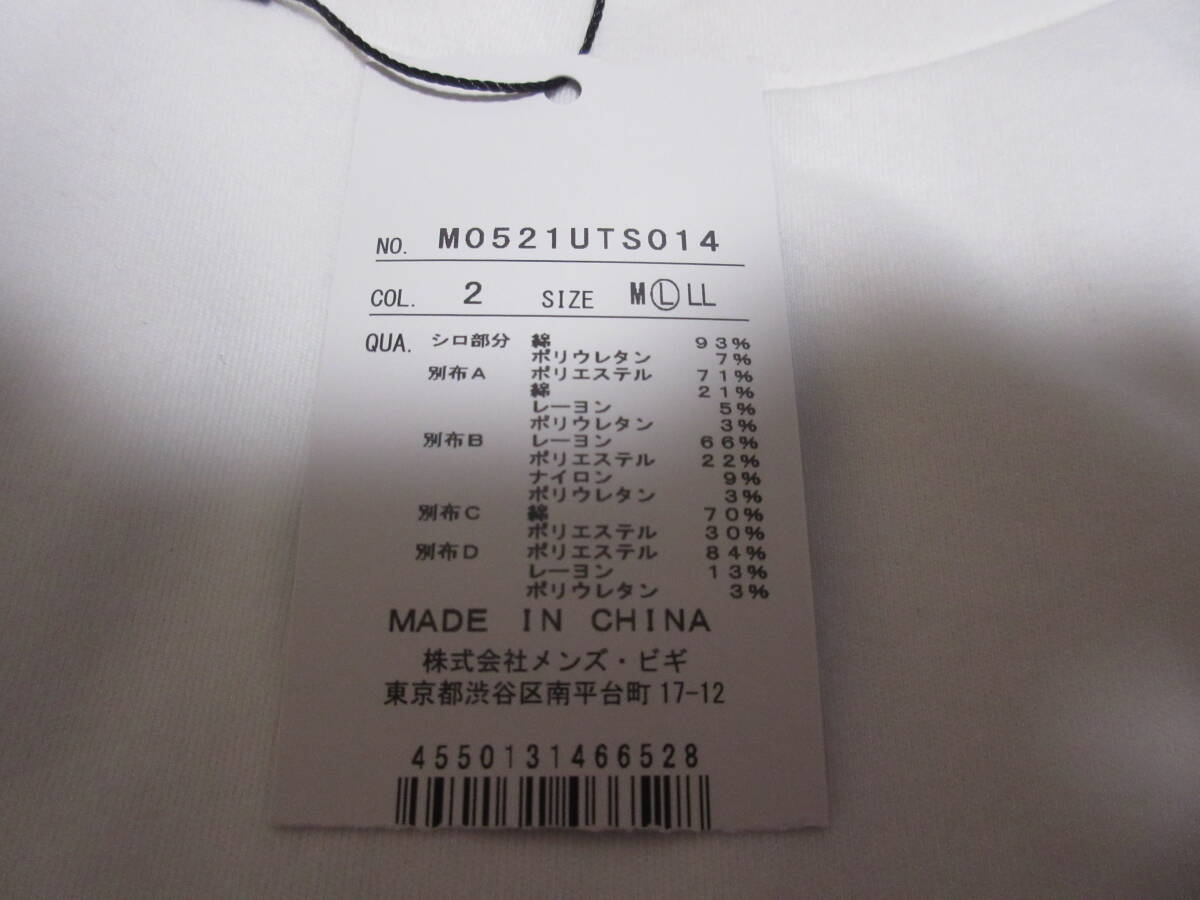 NO. M0521UTS014
COL. 2 SIZE M L LL
QUA. シロ部分 綿 93%
ポリウレタン 7%
別布A ポリエステル 71%
綿 21%
レーヨン 5%
ポリウレタン 3%
別布B レーヨン 66%
ポリエステル 22%
ナイロン 9%
ポリウレタン 3%
別布C 綿 70%
ポリエステル 30%
別布D ポリエステル 84%
レーヨン 13%
ポリウレタン 3%
MADE IN CHINA
株式会社メンズ・ビギ
東京都渋谷区南平台町17-12
4550131466528